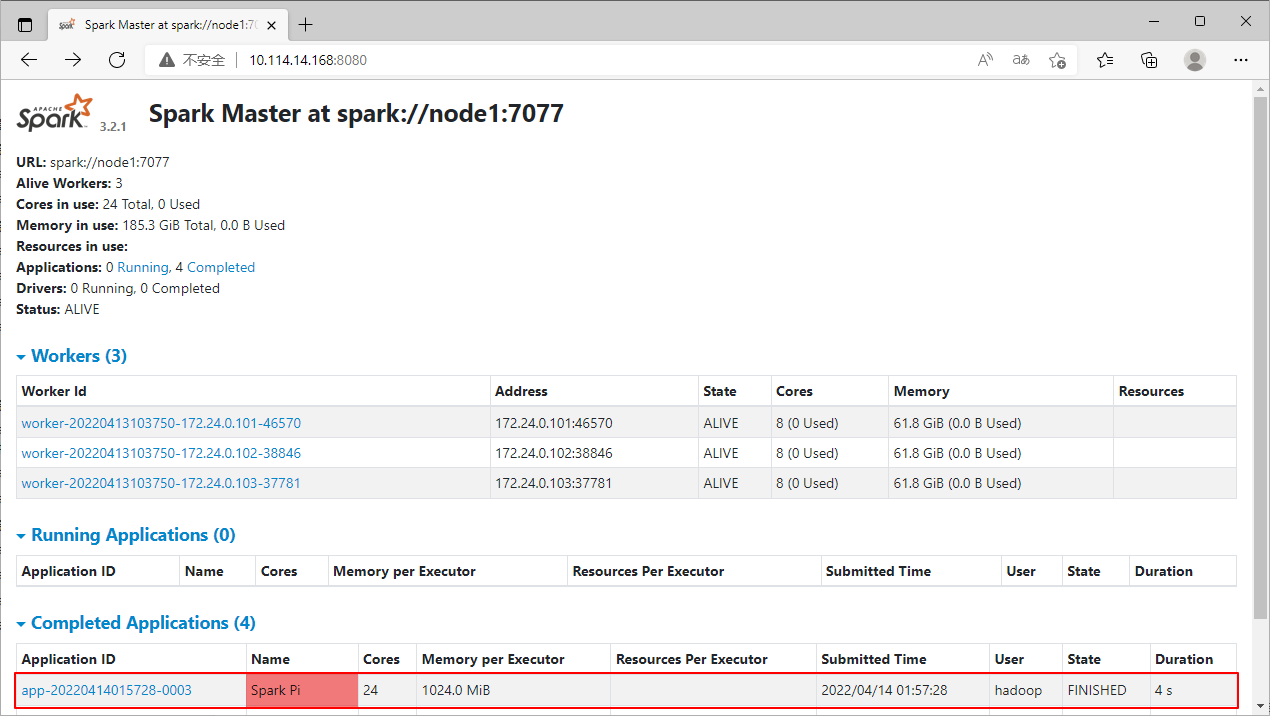 Spark Master at spark://node1:7
不安全 10.114.14.168:8080
APACHE Spark 3.2.1 Spark Master at spark://node1:7077
URL: spark://node1:7077
Alive Workers: 3
Cores in use: 24 Total, 0 Used
Memory in use: 185.3 GiB Total, 0.0 B Used
Resources in use:
Applications: 0 Running, 4 Completed
Drivers: 0 Running, 0 Completed
Status: ALIVE
Workers (3)
Worker Id Address State Cores Memory Resources
worker-20220413103750-172.24.0.101-46570 172.24.0.101:46570 ALIVE 8 (0 Used) 61.8 GiB (0.0 B Used)
worker-20220413103750-172.24.0.102-38846 172.24.0.102:38846 ALIVE 8 (0 Used) 61.8 GiB (0.0 B Used)
worker-20220413103750-172.24.0.103-37781 172.24.0.103:37781 ALIVE 8 (0 Used) 61.8 GiB (0.0 B Used)
Running Applications (0)
Application ID Name Cores Memory per Executor Resources Per Executor Submitted Time User State Duration
Completed Applications (4)
Application ID Name Cores Memory per Executor Resources Per Executor Submitted Time User State Duration
app-20220414015728-0003 Spark Pi 24 1024.0 MiB 2022/04/14 01:57:28 hadoop FINISHED 4 s